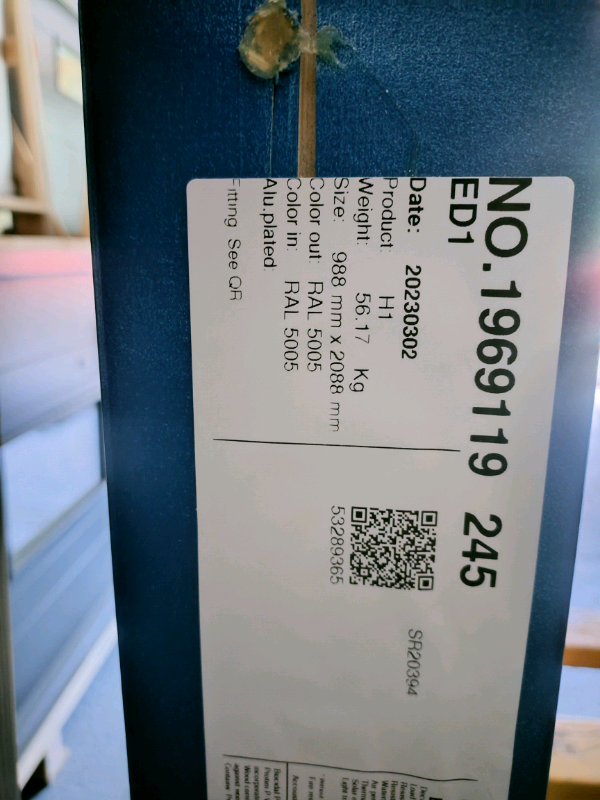 NO.1969119 245
ED1
Date: 20230302
Product: H1
Weight: 56.17 Kg
Size: 988 mm x 2088 mm
Color out: RAL 5005
Color in: RAL 5005
Alu.plated
Fitting See QR
53289365
SR20394